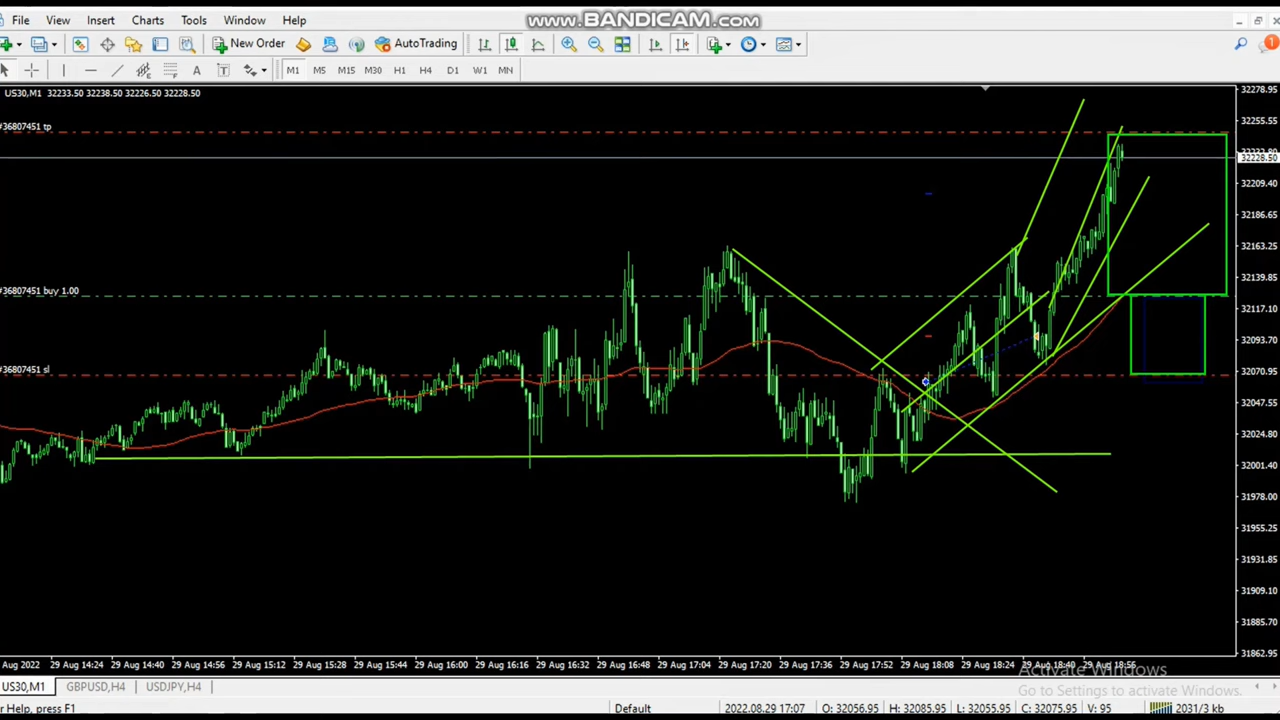 www.BANDICAM.com
File View Insert Charts Tools Window Help
New Order AutoTrading 1
A T M1 M5 M15 M30 H1 H4 D1 W1 MN
US30,M1 32233.50 32238.50 32226.50 32228.50
32278.95
32255.55
#36807451 tp
32228.50
32209.40
32186.65
32163.25
32139.85
#36807451 buy 1.00
32117.10
32093.70
#36807451 sl
32070.95
32047.55
32024.80
32001.40
31978.00
31955.25
31931.85
31909.10
31885.70
31862.95
Aug 2022 29 Aug 14:24 29 Aug 14:40 29 Aug 14:56 29 Aug 15:12 29 Aug 15:28 29 Aug 15:44 29 Aug 16:00 29 Aug 16:16 29 Aug 16:32 29 Aug 16:48 29 Aug 17:04 29 Aug 17:20 29 Aug 17:36 29 Aug 17:52 29 Aug 18:08 29 Aug 18:24 29 Aug 18:40 29 Aug 18:56
Activate Windows
Go to Settings to activate Windows.
US30,M1 GBPUSD,H4 USDJPY,H4
r Help, press F1 Default 2022.08.29 17:07 O: 32056.95 H: 32085.95 L: 32055.95 C: 32075.95 V: 95 2031/3 kb